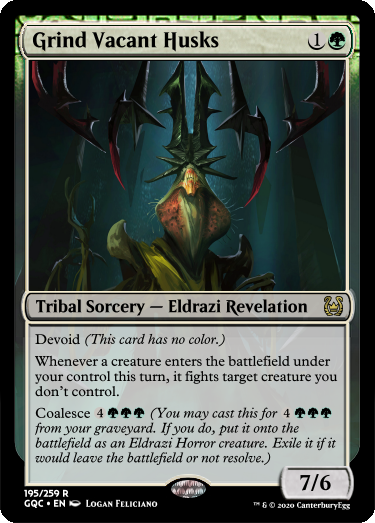 Grind Vacant Husks 1
Tribal Sorcery — Eldrazi Revelation
Devoid (This card has no color.)
Whenever a creature enters the battlefield under
your control this turn, it fights target creature you
don't control.
Coalesce 4 (You may cast this for 4
from your graveyard. If you do, put it onto the
battlefield as an Eldrazi Horror creature. Exile it if it
would leave the battlefield or not resolve.)
7/6
195/259 R
GQC • EN Logan Feliciano ™ & © 2020 CanterburyEgg